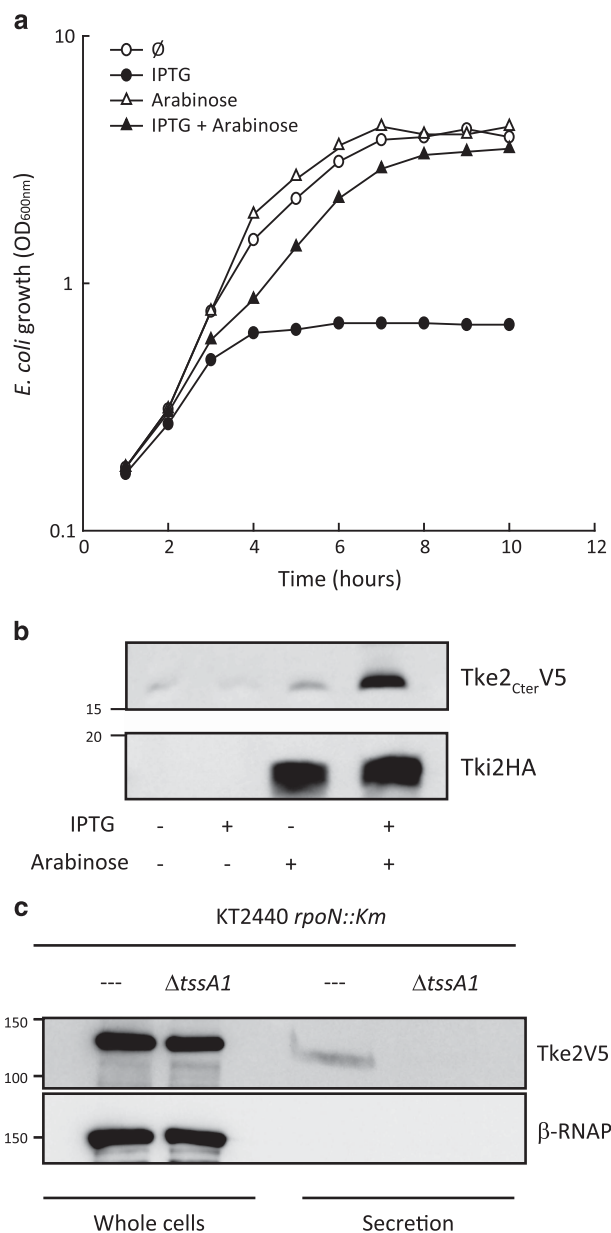 a
10
1
0.1
E. coli growth (OD600nm)
Ø
IPTG
Arabinose
IPTG + Arabinose
0 2 4 6 8 10 12
Time (hours)
b
15
20
Tke2CterV5
Tki2HA
IPTG - + - +
Arabinose - - + +
c
KT2440 rpoN::Km
--- ΔtssA1 --- ΔtssA1
150
100
Tke2V5
150
β-RNAP
Whole cells Secretion